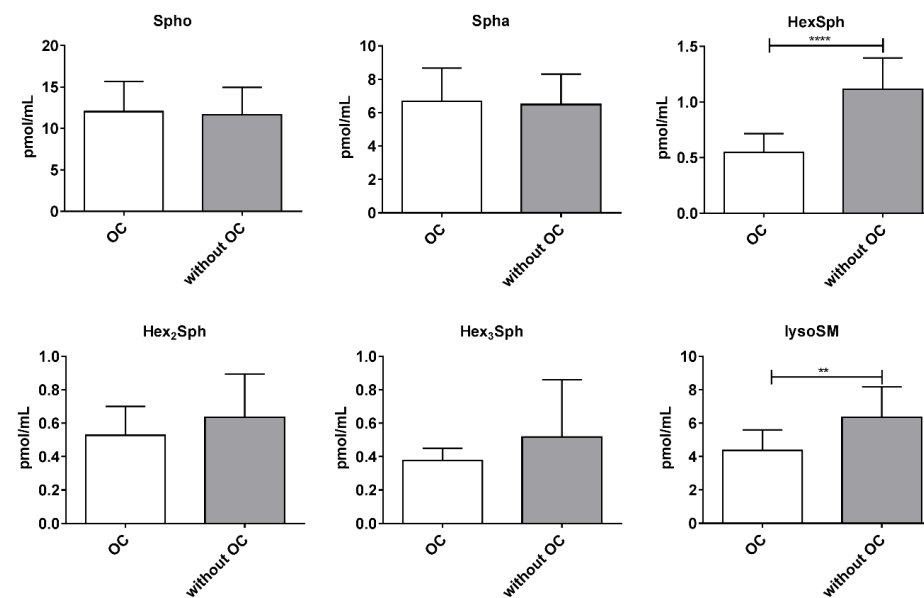 Spho
20
15
10
5
0
pmol/mL
OC
without OC
Spha
10
8
6
4
2
0
pmol/mL
OC
without OC
HexSph
****
1.5
1.0
0.5
0.0
pmol/mL
OC
without OC
Hex₂Sph
1.0
0.8
0.6
0.4
0.2
0.0
pmol/mL
OC
without OC
Hex₃Sph
1.0
0.8
0.6
0.4
0.2
0.0
pmol/mL
OC
without OC
lysoSM
**
10
8
6
4
2
0
pmol/mL
OC
without OC